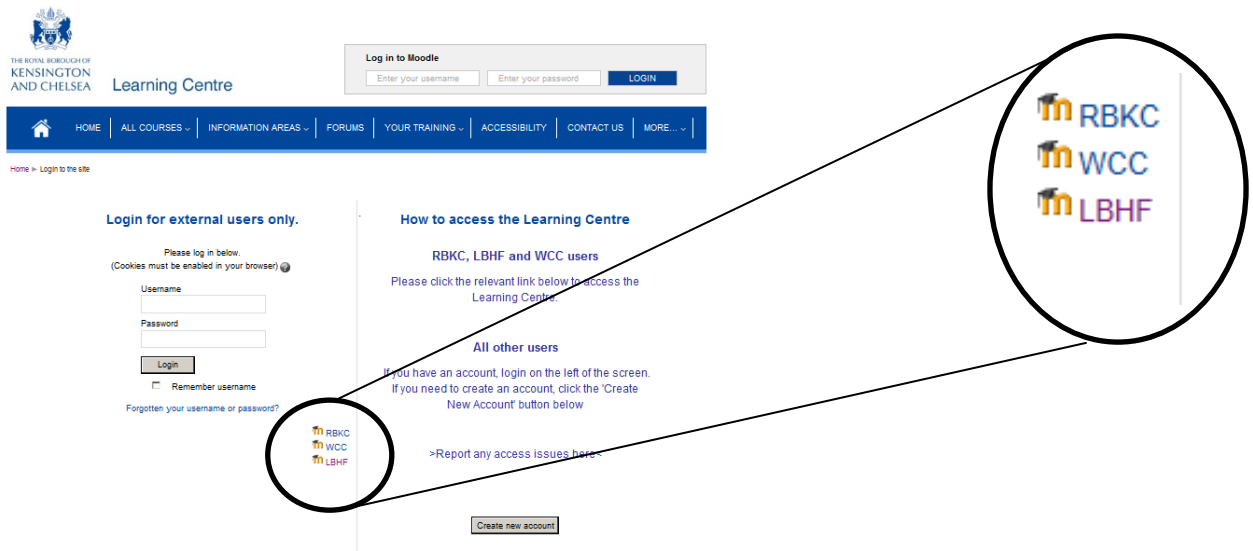 THE ROYAL BOROUGH OF
KENSINGTON
AND CHELSEA
Learning Centre
Log in to Moodle
Enter your username
Enter your password
LOGIN
HOME
ALL COURSES
INFORMATION AREAS
FORUMS
YOUR TRAINING
ACCESSIBILITY
CONTACT US
MORE...
Home ► Login to the site
Login for external users only.
Please log in below.
(Cookies must be enabled in your browser) ?
Username
Password
Login
Remember username
Forgotten your username or password?
RBKC
WCC
LBHF
How to access the Learning Centre
RBKC, LBHF and WCC users
Please click the relevant link below to access the
Learning Centre.
All other users
If you have an account, login on the left of the screen.
If you need to create an account, click the 'Create
New Account' button below
>Report any access issues here<
Create new account
RBKC
WCC
LBHF